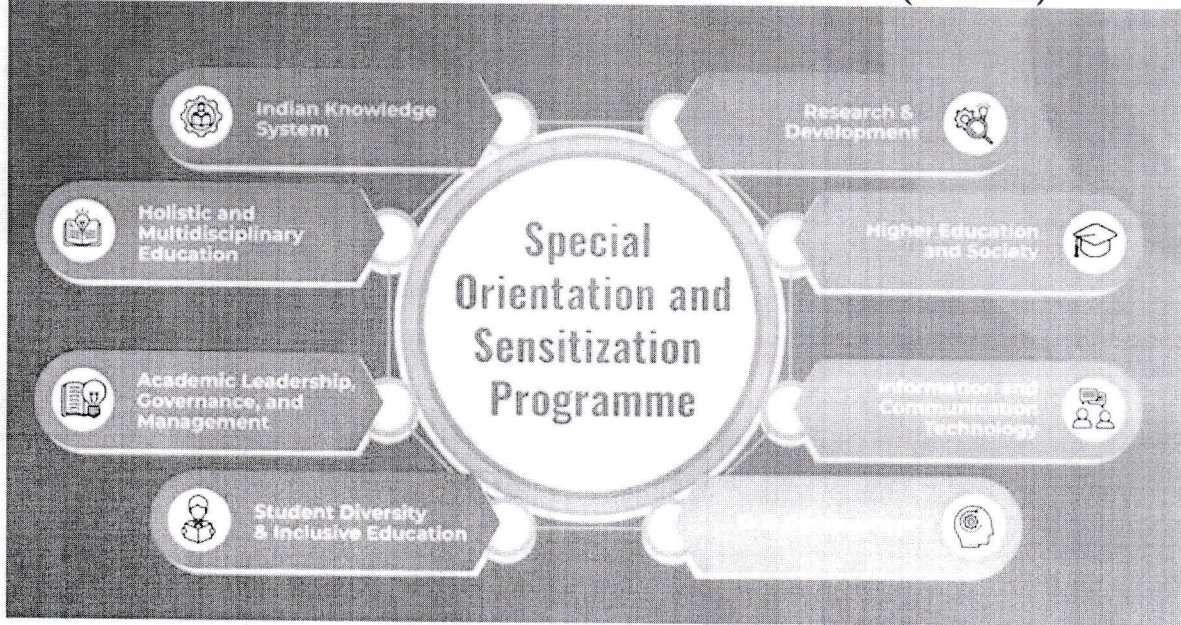 Indian Knowledge
System
Holistic and
Multidisciplinary
Education
Academic Leadership,
Governance, and
Management
Student Diversity
& Inclusive Education
Special
Orientation and
Sensitization
Programme
Research &
Development
Higher Education
and Society
Information and
Communication
Technology